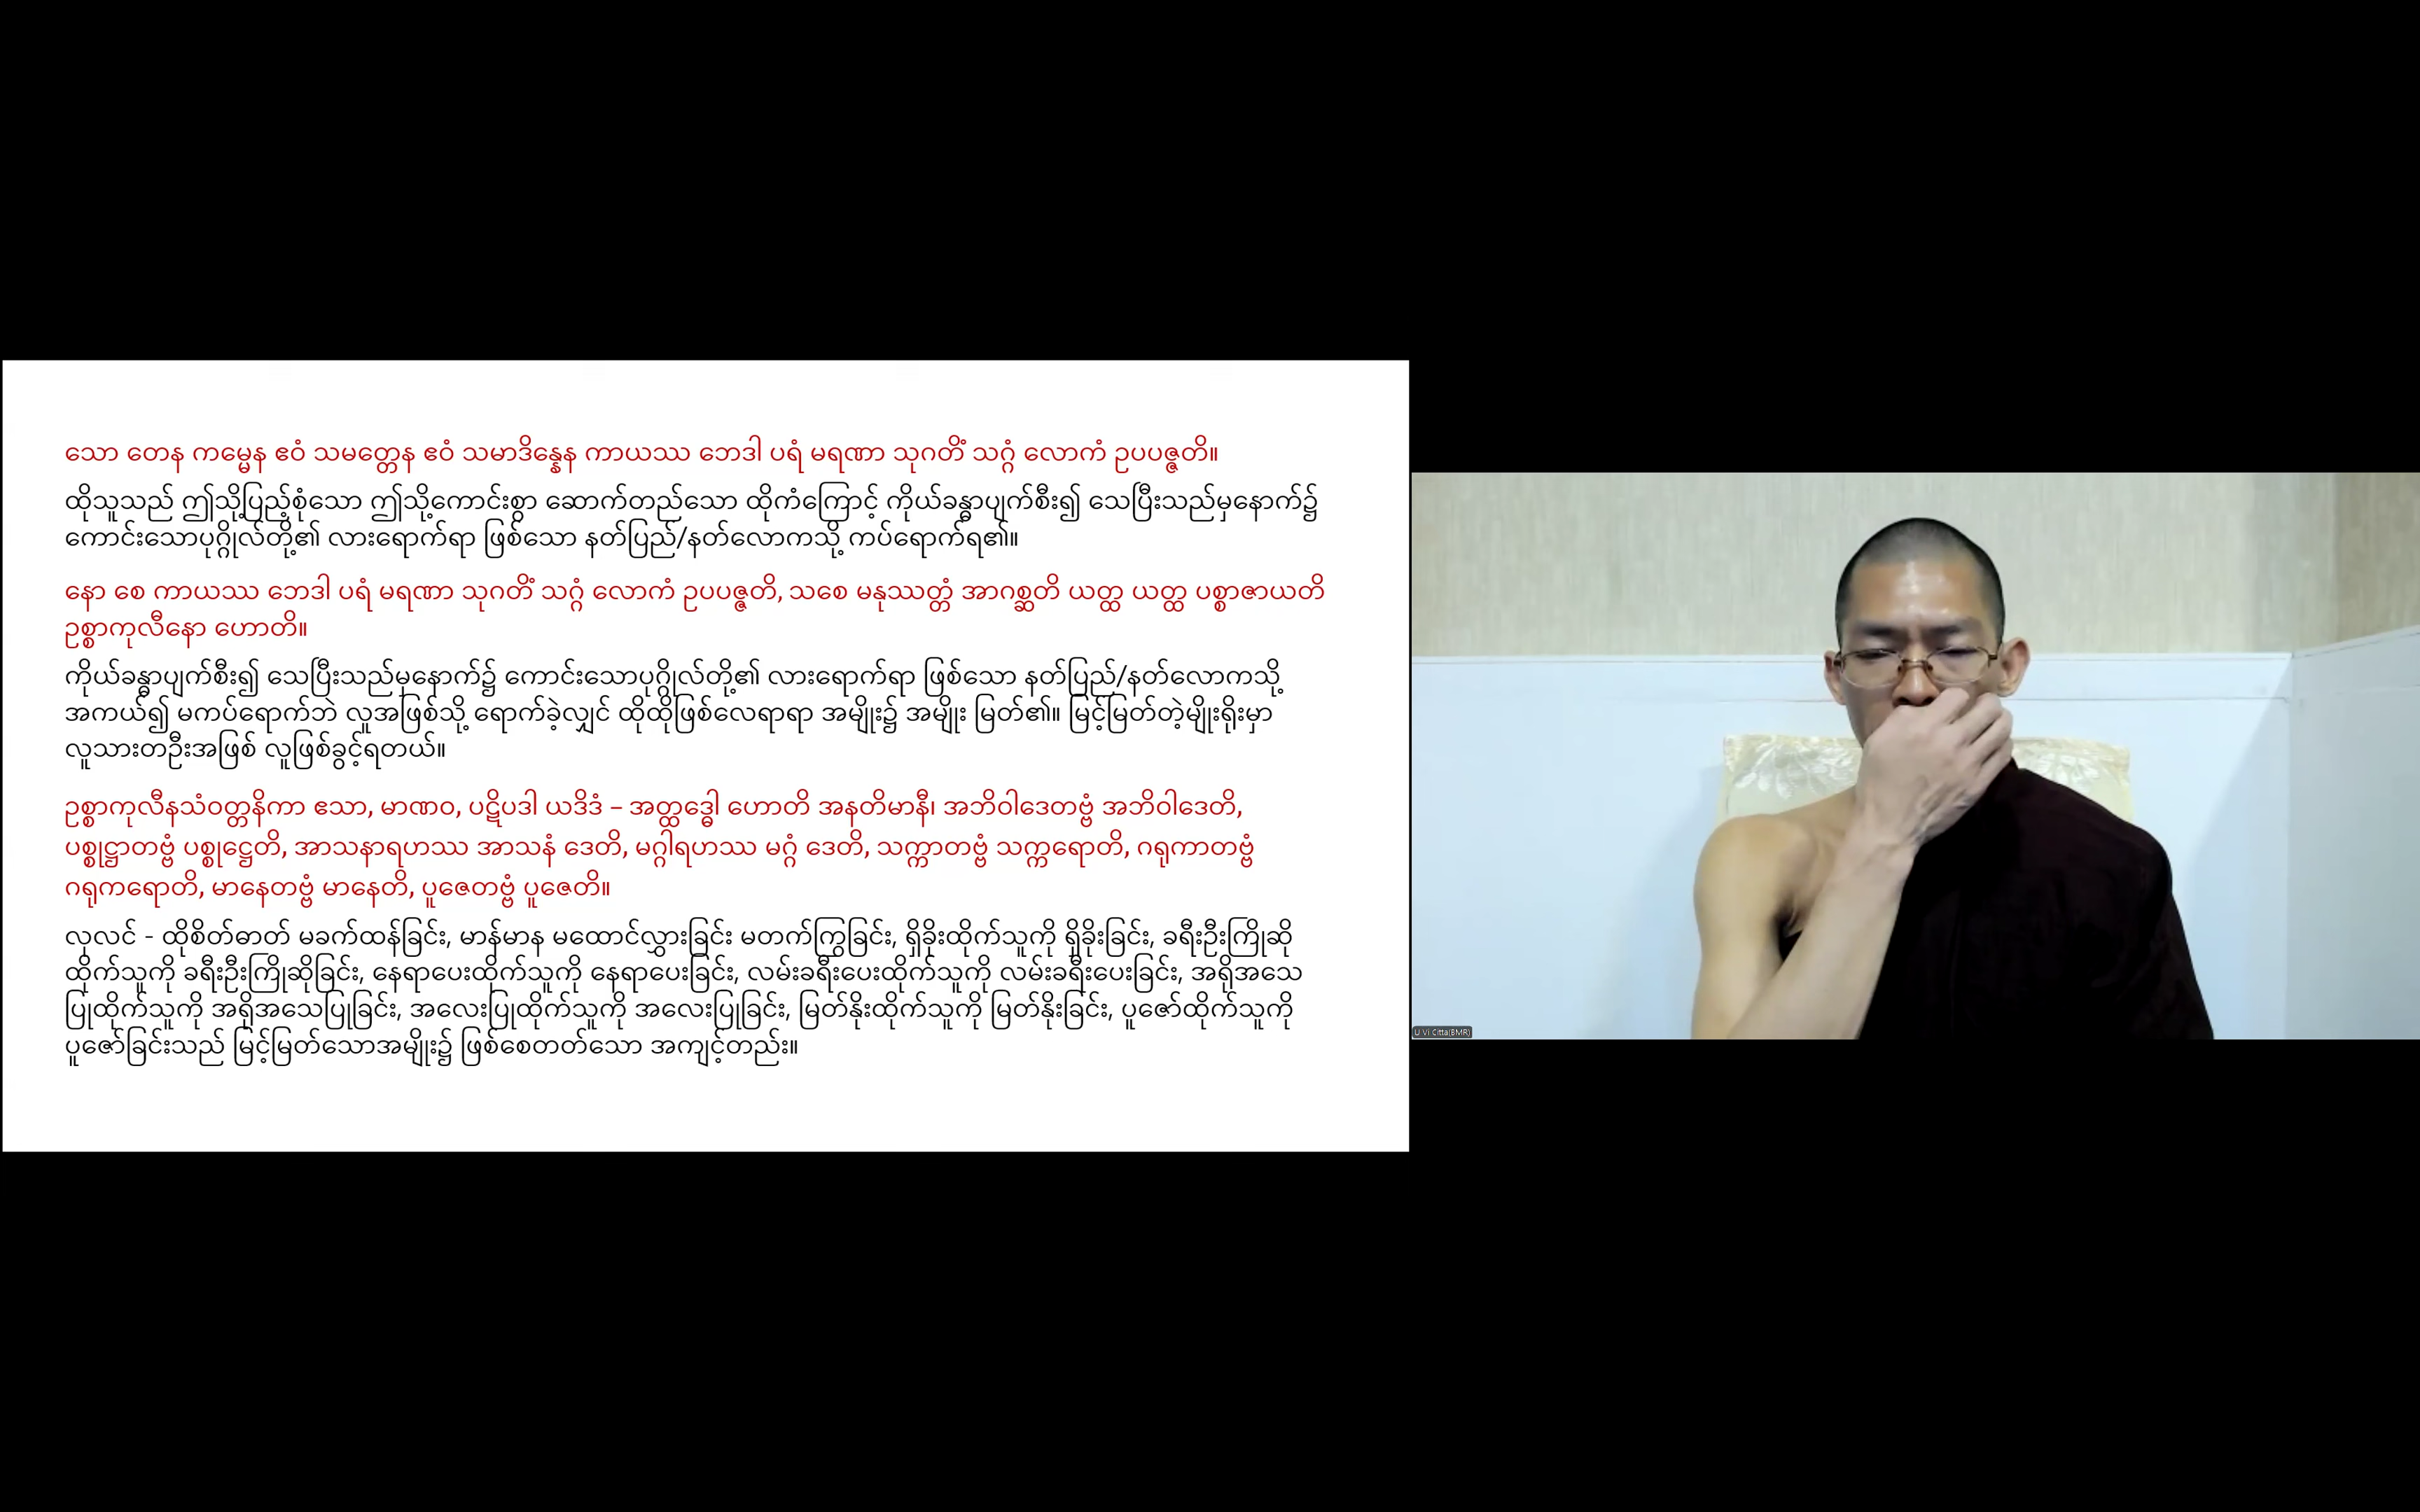 သော တေန ကမ္မေန ဧဝံ သမတ္တေန ဧဝံ သမာဒိန္နေန ကာယဿ ဘေဒါ ပရံ မရဏာ သုဂတိံ သဂ္ဂံ လောကံ ဥပပဇ္ဇတိ။
ထိုသူသည် ဤသို့ပြည့်စုံသော ဤသို့ကောင်းစွာ ဆောက်တည်သော ထိုကံကြောင့် ကိုယ်ခန္ဓာပျက်စီး၍ သေပြီးသည်မှနောက်၌
ကောင်းသောပုဂ္ဂိုလ်တို့၏ လားရောက်ရာ ဖြစ်သော နတ်ပြည်/နတ်လောကသို့ ကပ်ရောက်ရ၏။
နော စေ ကာယဿ ဘေဒါ ပရံ မရဏာ သုဂတိံ သဂ္ဂံ လောကံ ဥပပဇ္ဇတိ, သစေ မနုဿတ္တံ အာဂစ္ဆတိ ယတ္ထ ယတ္ထ ပစ္စာဇာယတိ
ဥစ္စာကုလီနော ဟောတိ။
ကိုယ်ခန္ဓာပျက်စီး၍ သေပြီးသည်မှနောက်၌ ကောင်းသောပုဂ္ဂိုလ်တို့၏ လားရောက်ရာ ဖြစ်သော နတ်ပြည်/နတ်လောကသို့
အကယ်၍ မကပ်ရောက်ဘဲ လူအဖြစ်သို့ ရောက်ခဲ့လျှင် ထိုထိုဖြစ်လေရာရာ အမျိုး၌ အမျိုး မြတ်၏။ မြင့်မြတ်တဲ့မျိုးရိုးမှာ
လူသားတဦးအဖြစ် လူဖြစ်ခွင့်ရတယ်။
ဥစ္စာကုလီနသံဝတ္တနိကာ ဧသာ, မာဏဝ, ပဋိပဒါ ယဒိဒံ – အတ္ထဒ္ဓေါ ဟောတိ အနတိမာနီ၊ အဘိဝါဒေတဗ္ဗံ အဘိဝါဒေတိ,
ပစ္စုဋ္ဌာတဗ္ဗံ ပစ္စုဋ္ဌေတိ, အာသနာရဟဿ အာသနံ ဒေတိ, မဂ္ဂါရဟဿ မဂ္ဂံ ဒေတိ, သက္ကာတဗ္ဗံ သက္ကရောတိ, ဂရုကာတဗ္ဗံ
ဂရုကရောတိ, မာနေတဗ္ဗံ မာနေတိ, ပူဇေတဗ္ဗံ ပူဇေတိ။
လုလင် - ထိုစိတ်ဓာတ် မခက်ထန်ခြင်း, မာန်မာန မထောင်လွှားခြင်း မတက်ကြွခြင်း, ရှိခိုးထိုက်သူကို ရှိခိုးခြင်း, ခရီးဦးကြိုဆို
ထိုက်သူကို ခရီးဦးကြိုဆိုခြင်း, နေရာပေးထိုက်သူကို နေရာပေးခြင်း, လမ်းခရီးပေးထိုက်သူကို လမ်းခရီးပေးခြင်း, အရိုအသေ
ပြုထိုက်သူကို အရိုအသေပြုခြင်း, အလေးပြုထိုက်သူကို အလေးပြုခြင်း, မြတ်နိုးထိုက်သူကို မြတ်နိုးခြင်း, ပူဇော်ထိုက်သူကို
ပူဇော်ခြင်းသည် မြင့်မြတ်သောအမျိုး၌ ဖြစ်စေတတ်သော အကျင့်တည်း။
U Vi Citta(BMR)